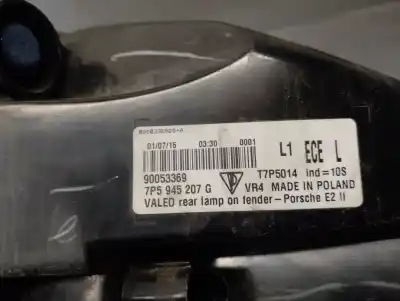 01/07/15 03:30 0001 L1 ECE L
90053369 T7P5014 ind=10S
7P5 945 207 G VR4 MADE IN POLAND
VALEO rear lamp on fender-Porsche E2 II